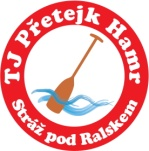 TJ Přetejk Hamr
Stráž pod Ralskem